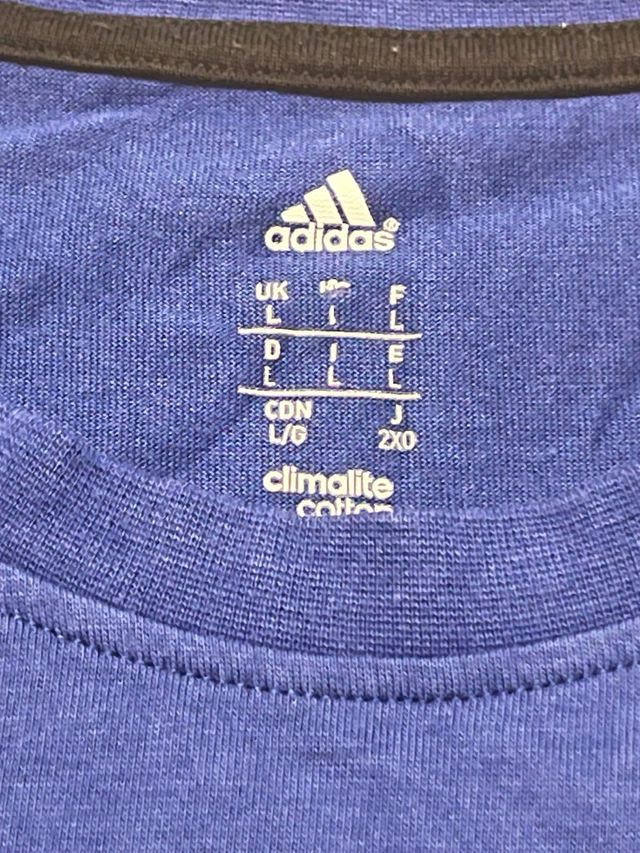 adidas®
UK F
L L
D I E
L L L
CDN J
L/G 2XO
climalite
cotton